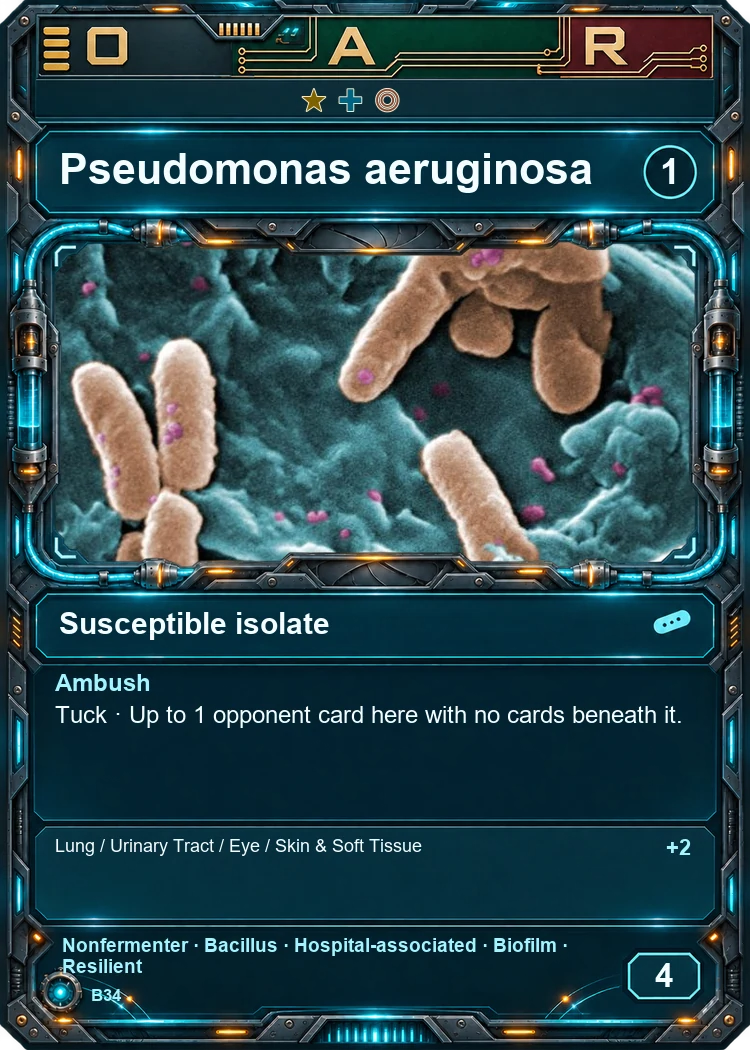 O A R
Pseudomonas aeruginosa 1
Susceptible isolate
Ambush
Tuck · Up to 1 opponent card here with no cards beneath it.
Lung / Urinary Tract / Eye / Skin & Soft Tissue +2
Nonfermenter · Bacillus · Hospital-associated · Biofilm ·
Resilient
B34
4